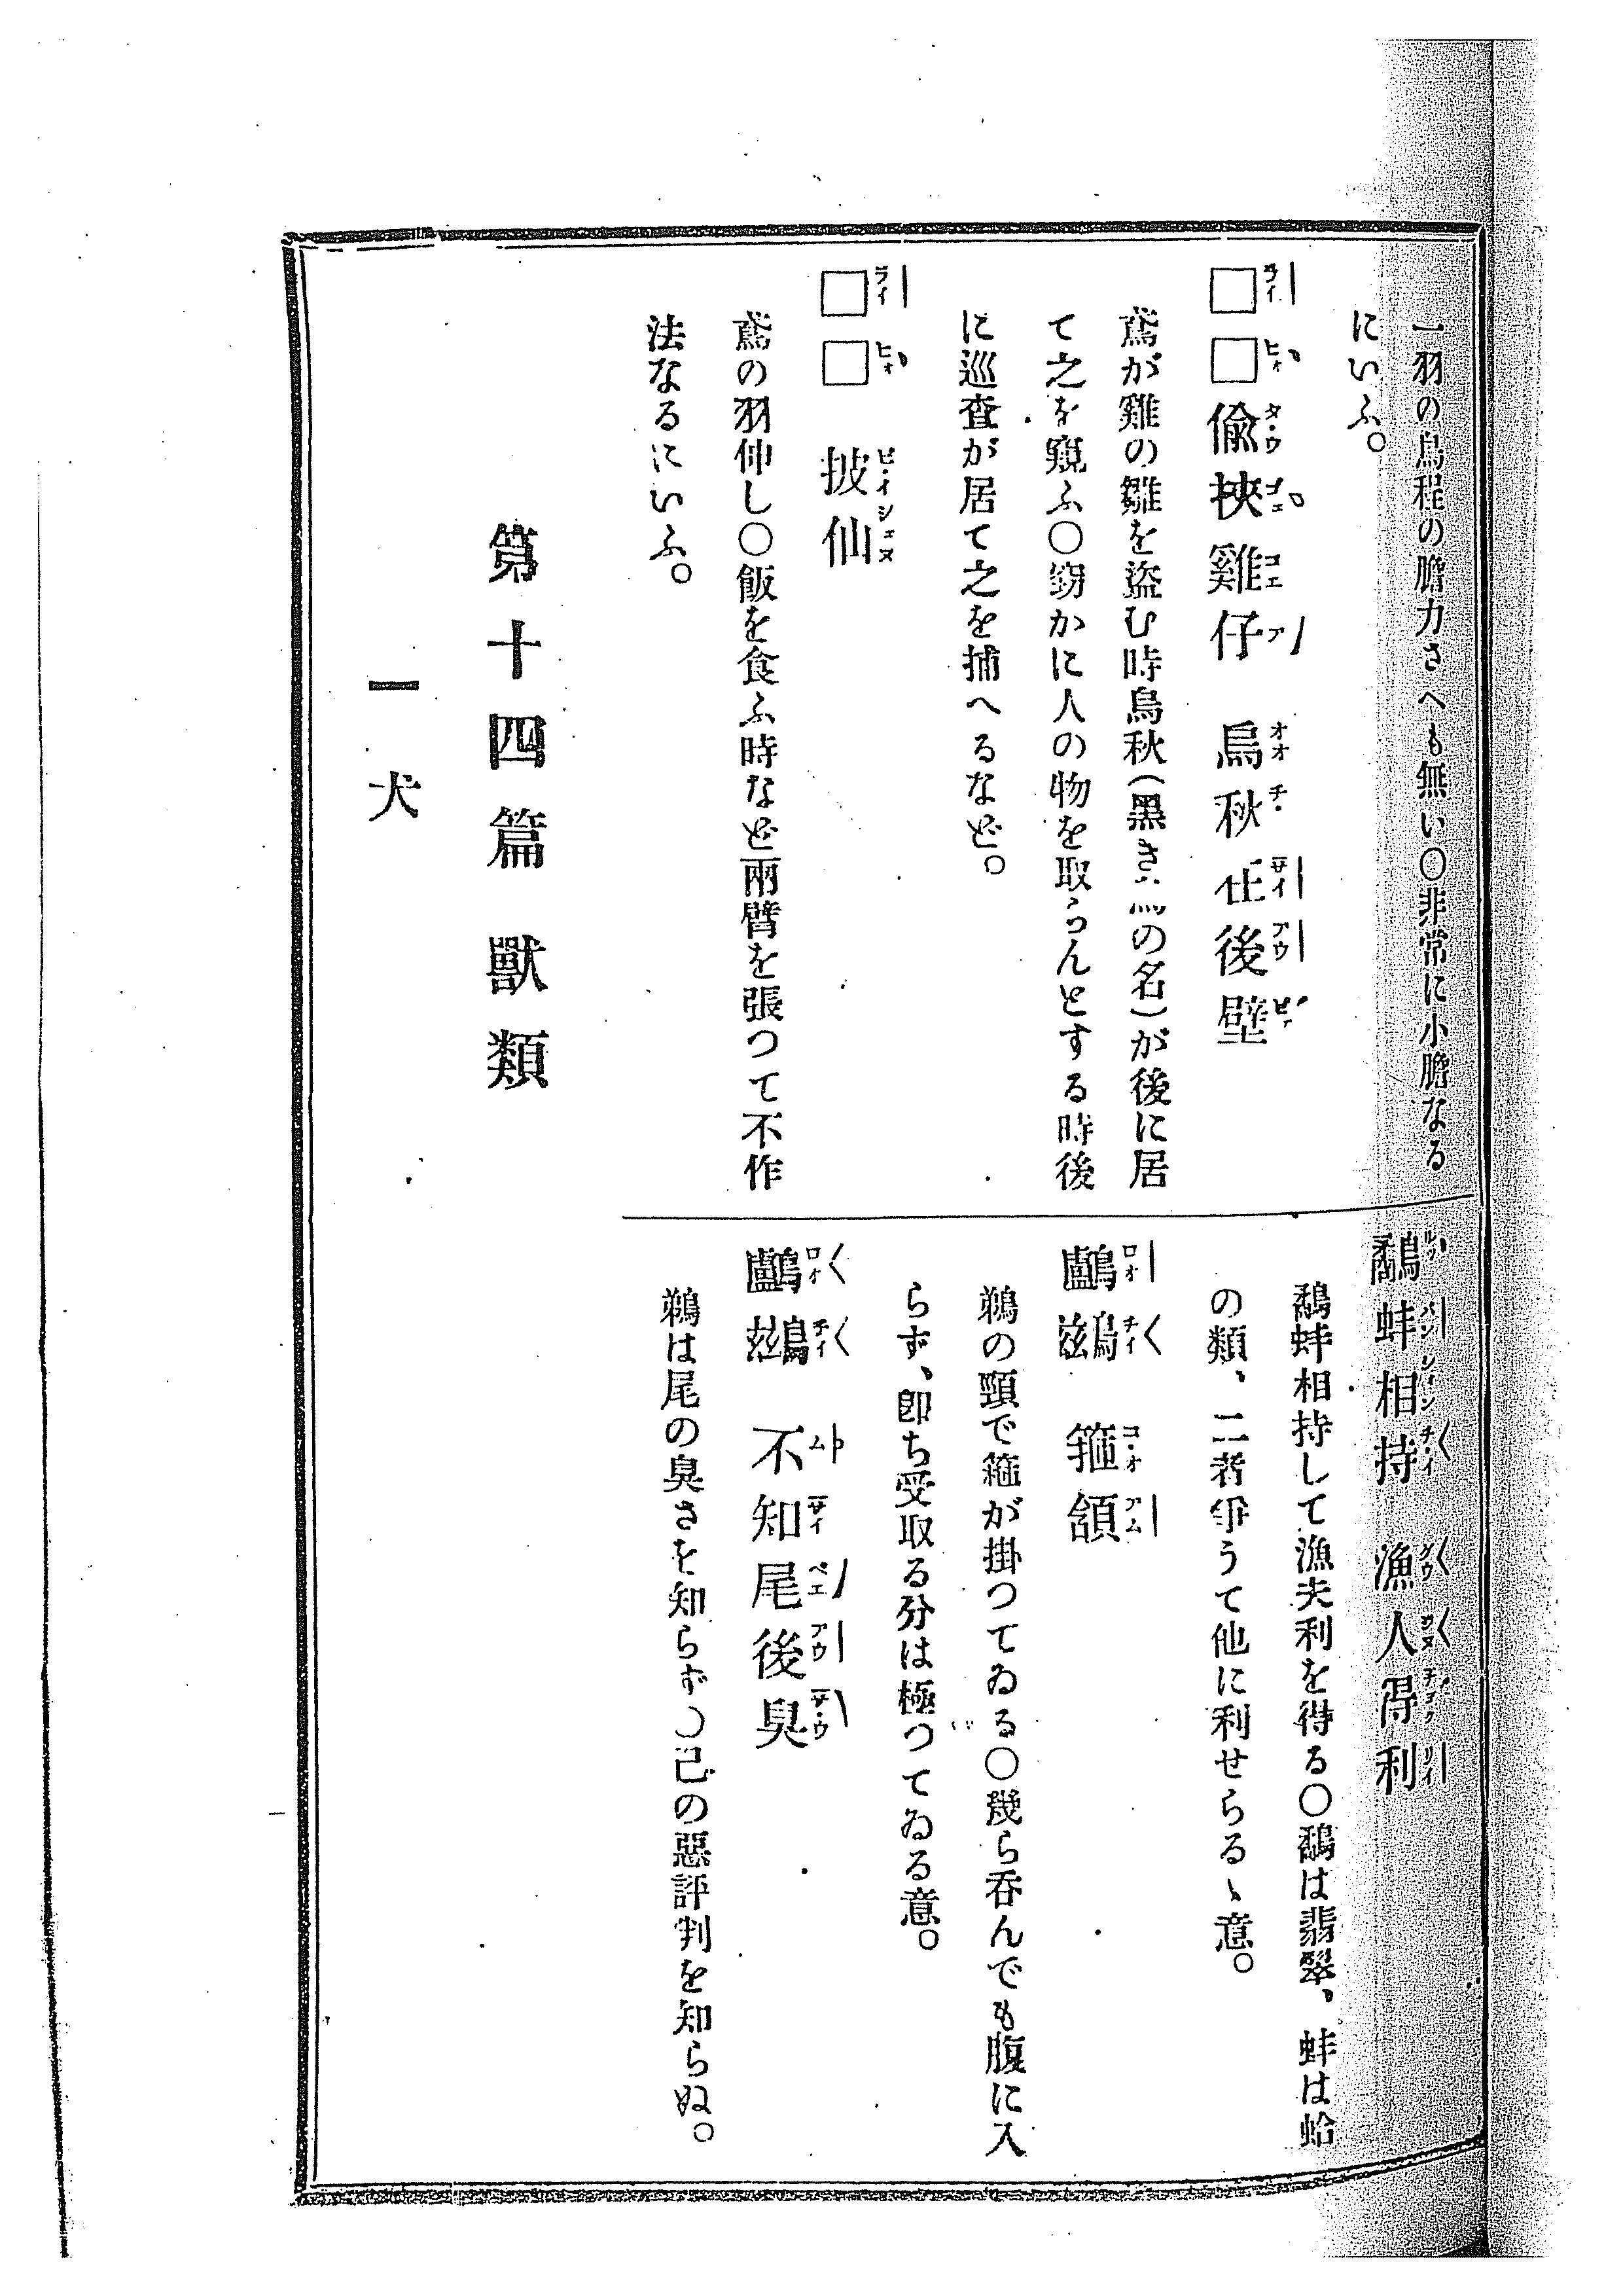 一羽の鳥程の膽力さへも無い〇非常に小膽なる
にいふ。
□□偸挾雞仔 烏秋在後壁
鳶が雞の雛を盜む時烏秋(黑きの名)が後に居
て之を窺ふ〇窃かに人の物を取らんとする時後
に巡査が居て之を捕へるなど。
□□ 披仙
鳶の羽伸し〇飯を食ふ時など兩臂を張つて不作
法なるにいふ。
鷸蚌相持 漁人得利
鷸蚌相持して漁夫利を得る〇鷸は翡翠、蚌は蛤
の類、二者爭うて他に利せらるゝ意。
鸕鷀 箍頷
鵜の頸で箍が掛つてゐる〇幾ら呑んでも腹に入
らず、卽ち受取る分は極つてゐる意。
鸕鷀 不知尾後臭
鵜は尾の臭さを知らず〇己の惡評判を知らぬ。
第十四篇 獸類
一 犬